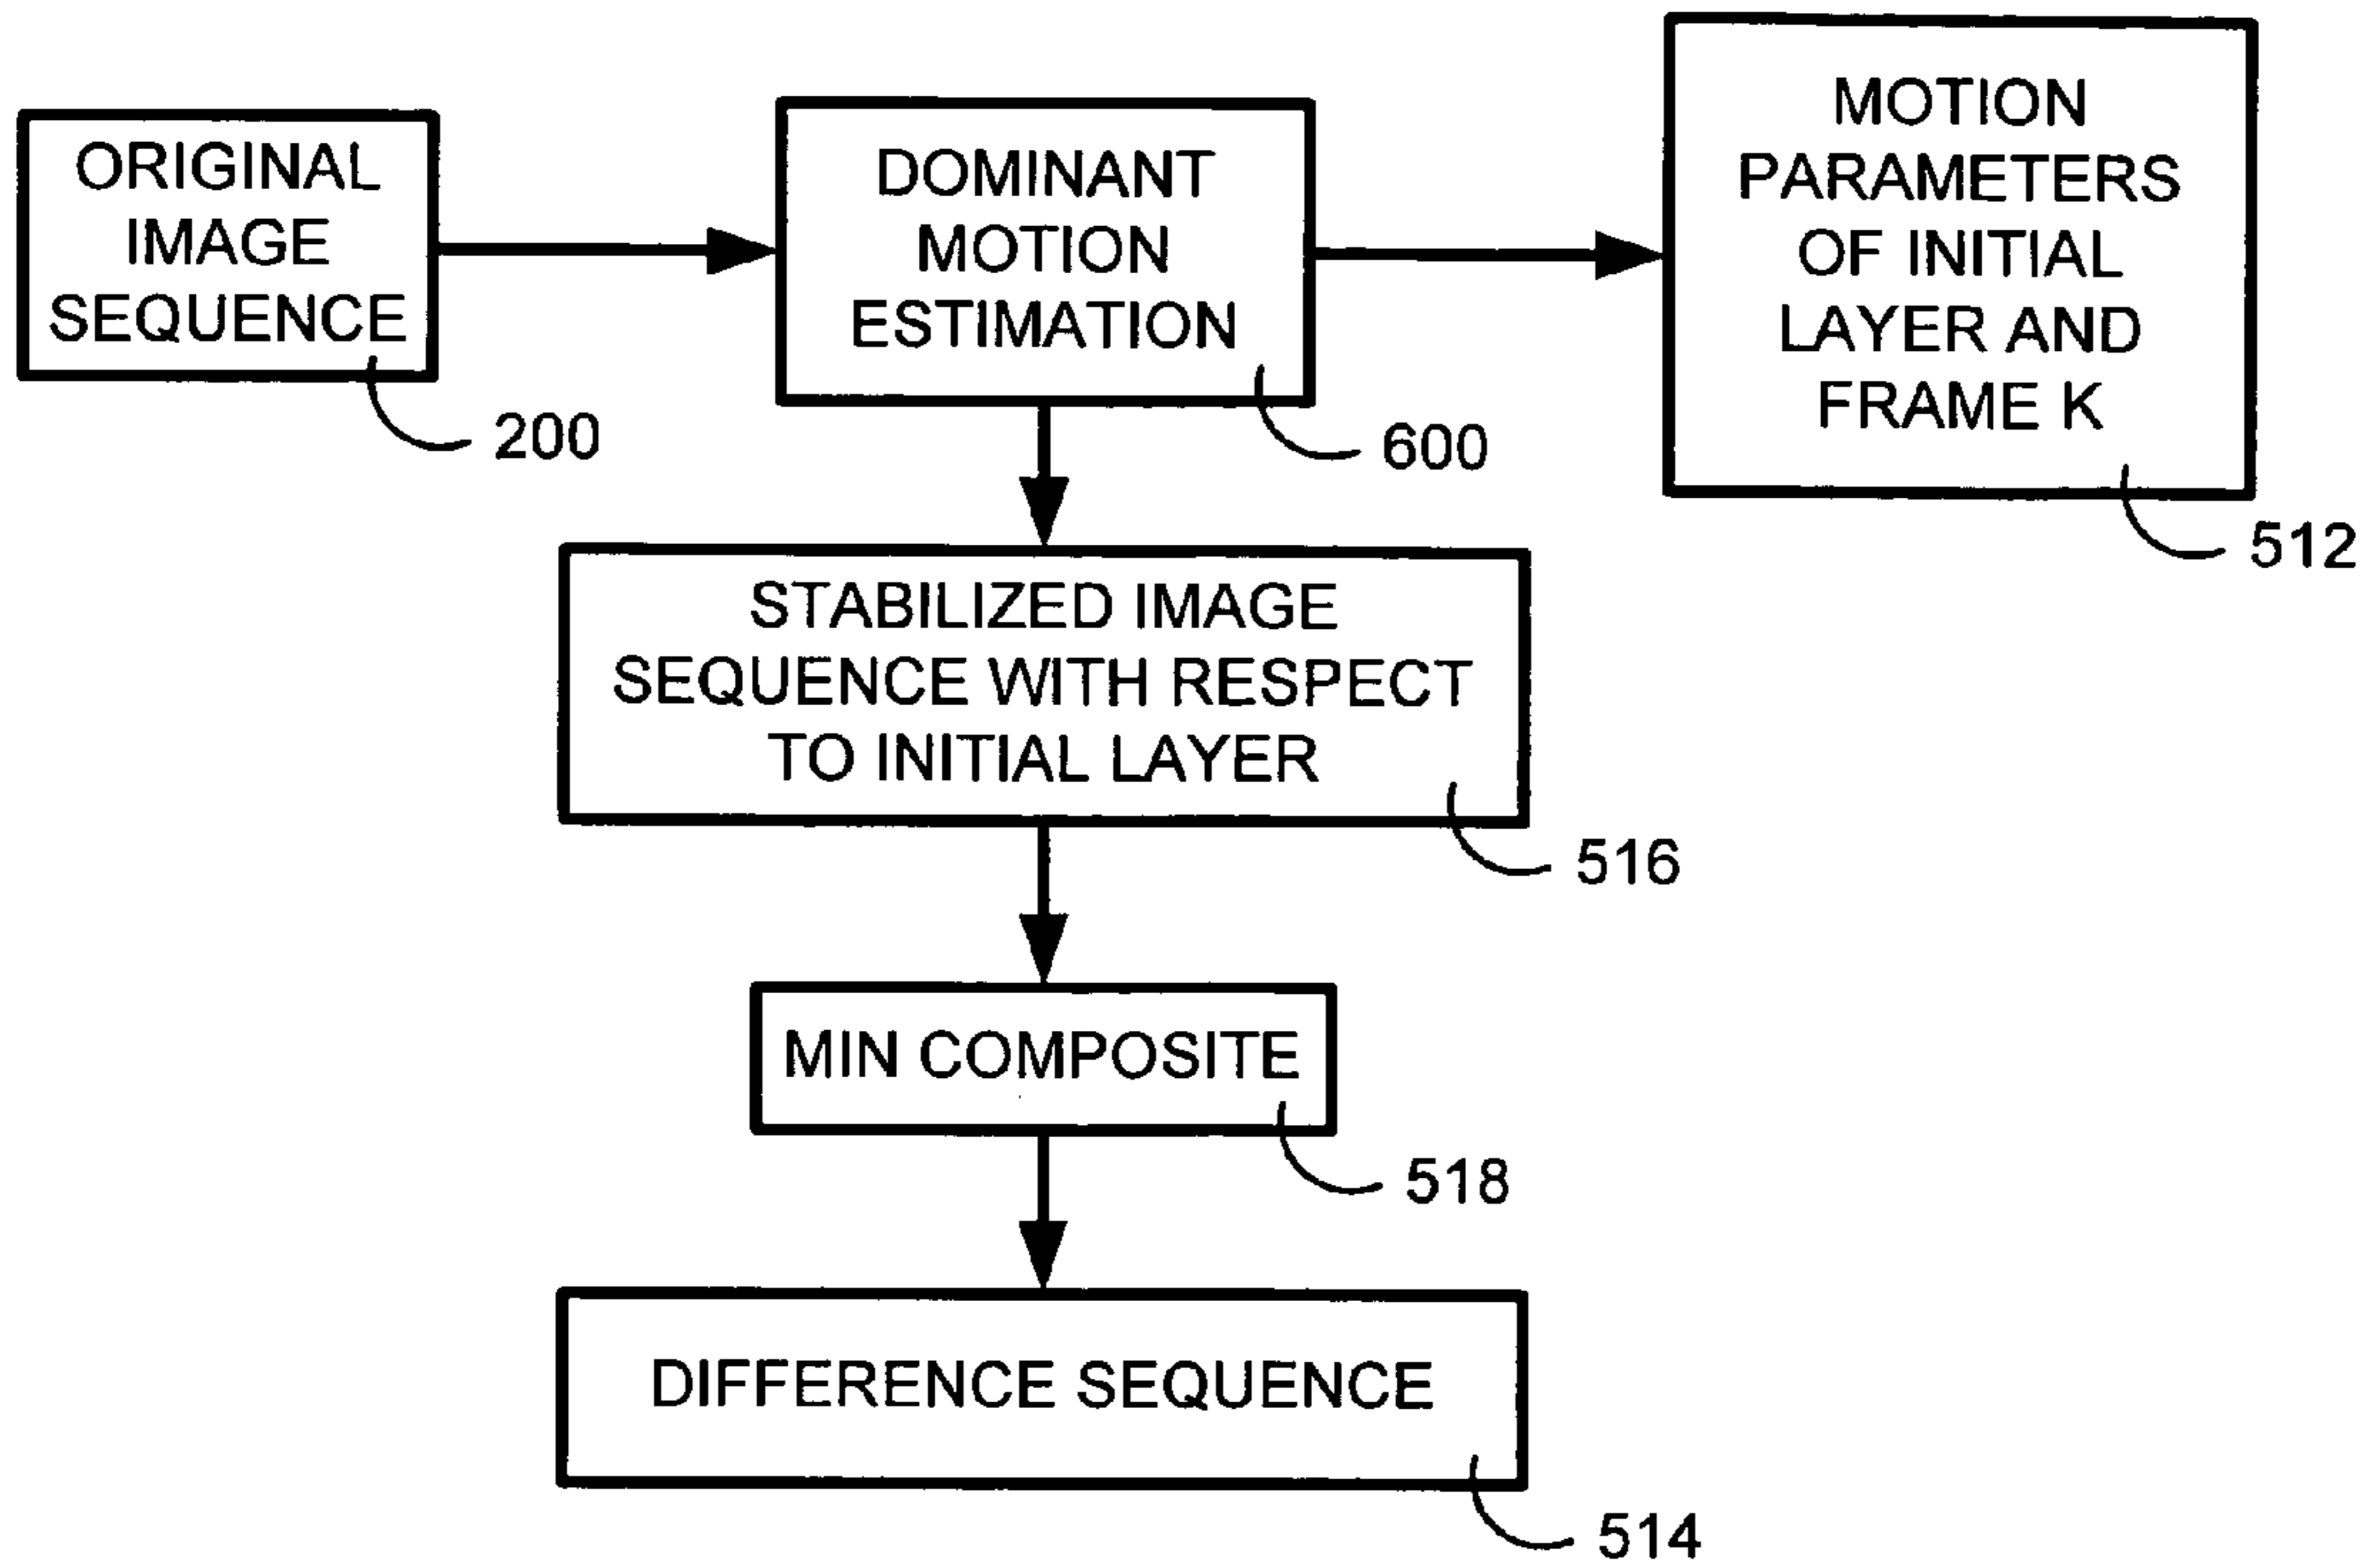 ORIGINAL
IMAGE
SEQUENCE
200
DOMINANT
MOTION
ESTIMATION
600
MOTION
PARAMETERS
OF INITIAL
LAYER AND
FRAME K
512
STABILIZED IMAGE
SEQUENCE WITH RESPECT
TO INITIAL LAYER
516
MIN COMPOSITE
518
DIFFERENCE SEQUENCE
514